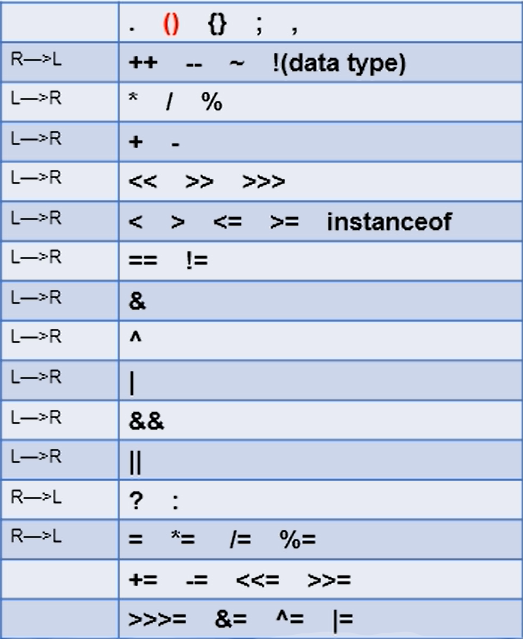 . () {} ; ,
R—>L ++ -- ~ !(data type)
L—>R * / %
L—>R + -
L—>R << >> >>>
L—>R < > <= >= instanceof
L—>R == !=
L—>R &
L—>R ^
L—>R |
L—>R &&
L—>R ||
R—>L ? :
R—>L = *= /= %=
+= -= <<= >>=
>>>= &= ^= |=